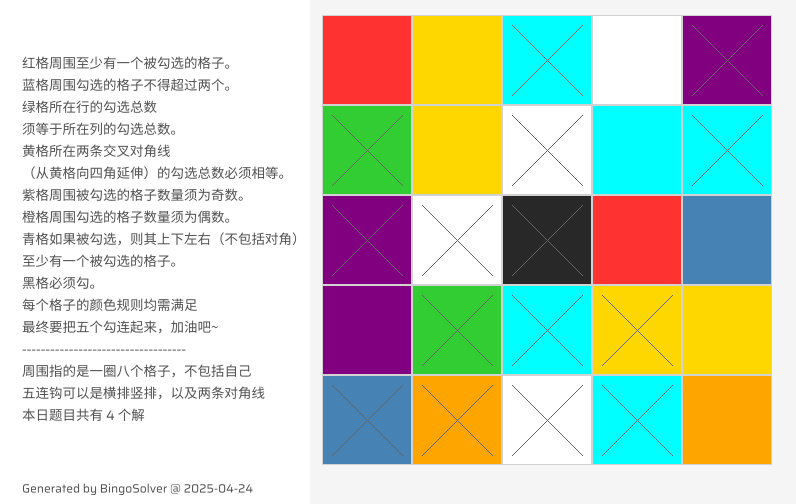 红格周围至少有一个被勾选的格子。
蓝格周围勾选的格子不得超过两个。
绿格所在行的勾选总数
须等于所在列的勾选总数。
黄格所在两条交叉对角线
（从黄格向四角延伸）的勾选总数必须相等。
紫格周围被勾选的格子数量须为奇数。
橙格周围勾选的格子数量须为偶数。
青格如果被勾选，则其上下左右（不包括对角）
至少有一个被勾选的格子。
黑格必须勾。
每个格子的颜色规则均需满足
最终要把五个勾连起来，加油吧~
-----------------------------------
周围指的是一圈八个格子，不包括自己
五连钩可以是横排竖排，以及两条对角线
本日题目共有 4 个解
Generated by BingoSolver @ 2025-04-24